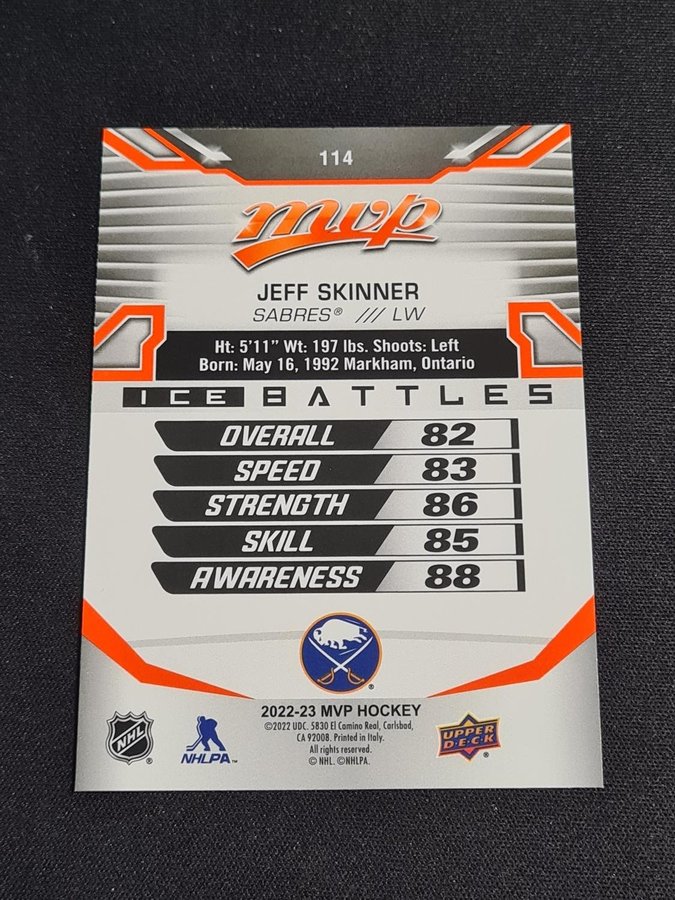 114
mvp
JEFF SKINNER
SABRES® /// LW
Ht: 5'11" Wt: 197 lbs. Shoots: Left
Born: May 16, 1992 Markham, Ontario
ICE BATTLES
OVERALL 82
SPEED 83
STRENGTH 86
SKILL 85
AWARENESS 88
®
2022-23 MVP HOCKEY
©2022 UDC. 5830 El Camino Real, Carlsbad,
CA 92008. Printed in Italy.
All rights reserved.
© NHL. ©NHLPA.
NHL ®
NHLPA™
UPPER DECK ®